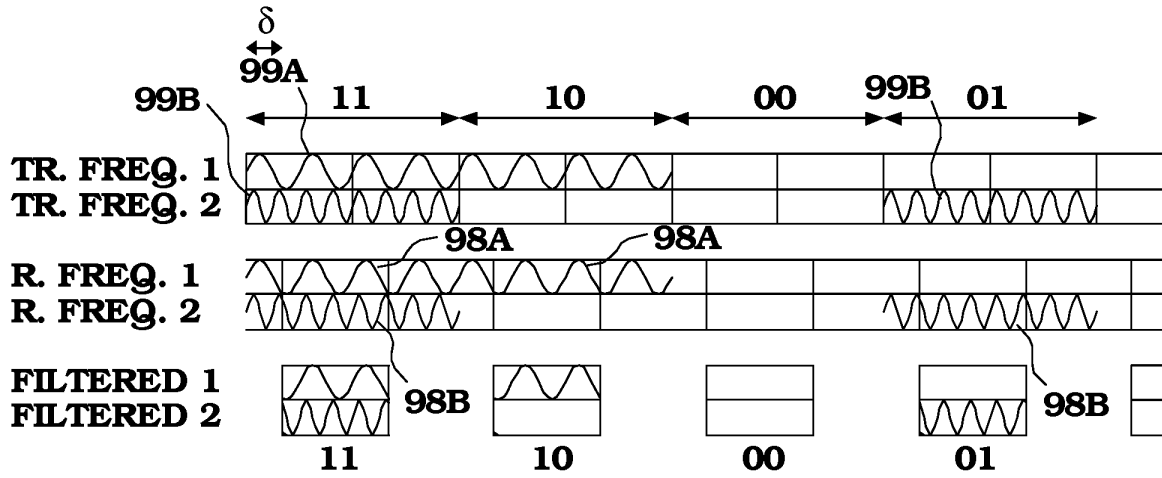 δ
99A
99B 11 10 00 99B 01
TR. FREQ. 1
TR. FREQ. 2
98A 98A
R. FREQ. 1
R. FREQ. 2
FILTERED 1
FILTERED 2
98B 98B
11 10 00 01